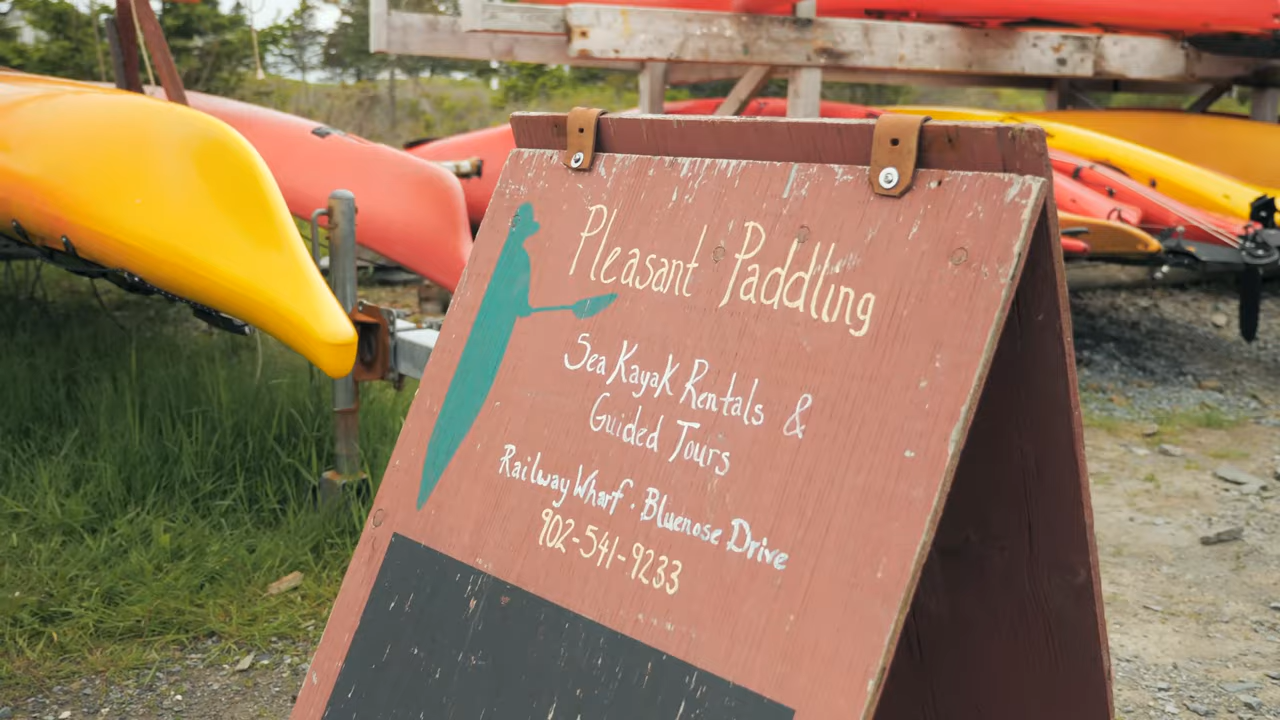 Pleasant Paddling
Sea Kayak Rentals &
Guided Tours
Railway Wharf · Bluenose Drive
902-541-9233